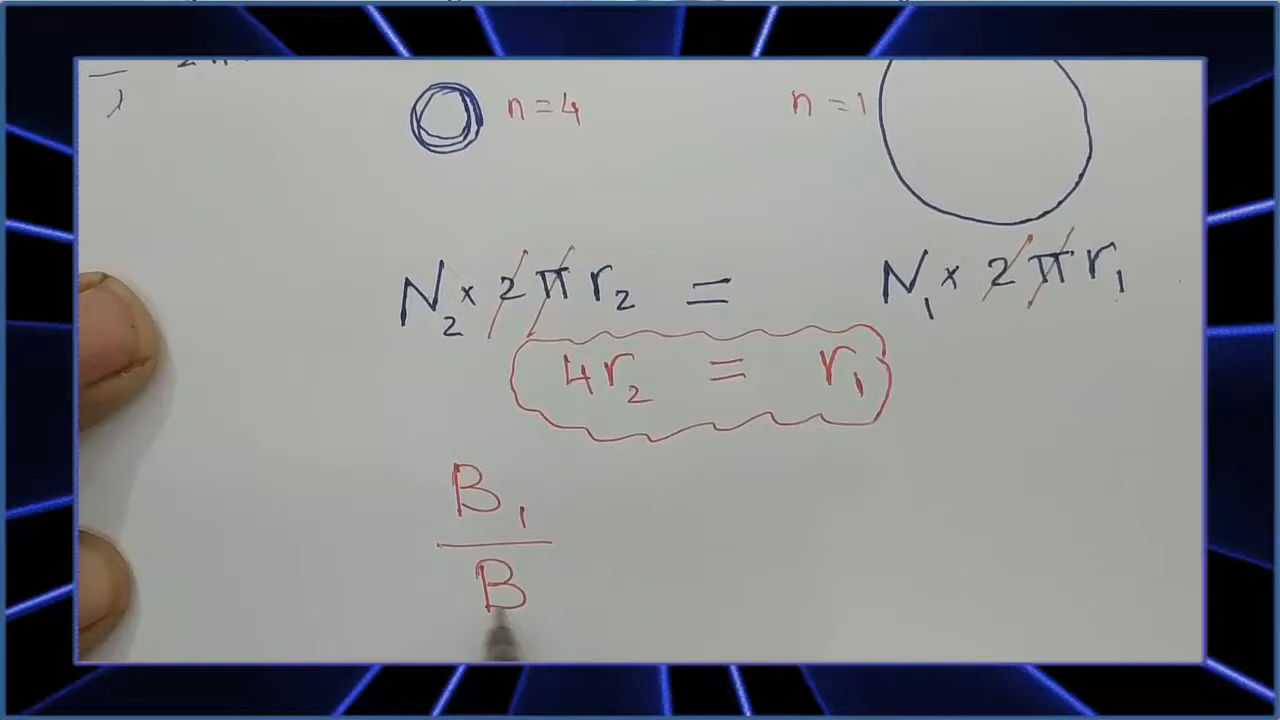 n = 4
n = 1
N₂ × 2πr₂ = N₁ × 2πr₁
4r₂ = r₁
B₁
B